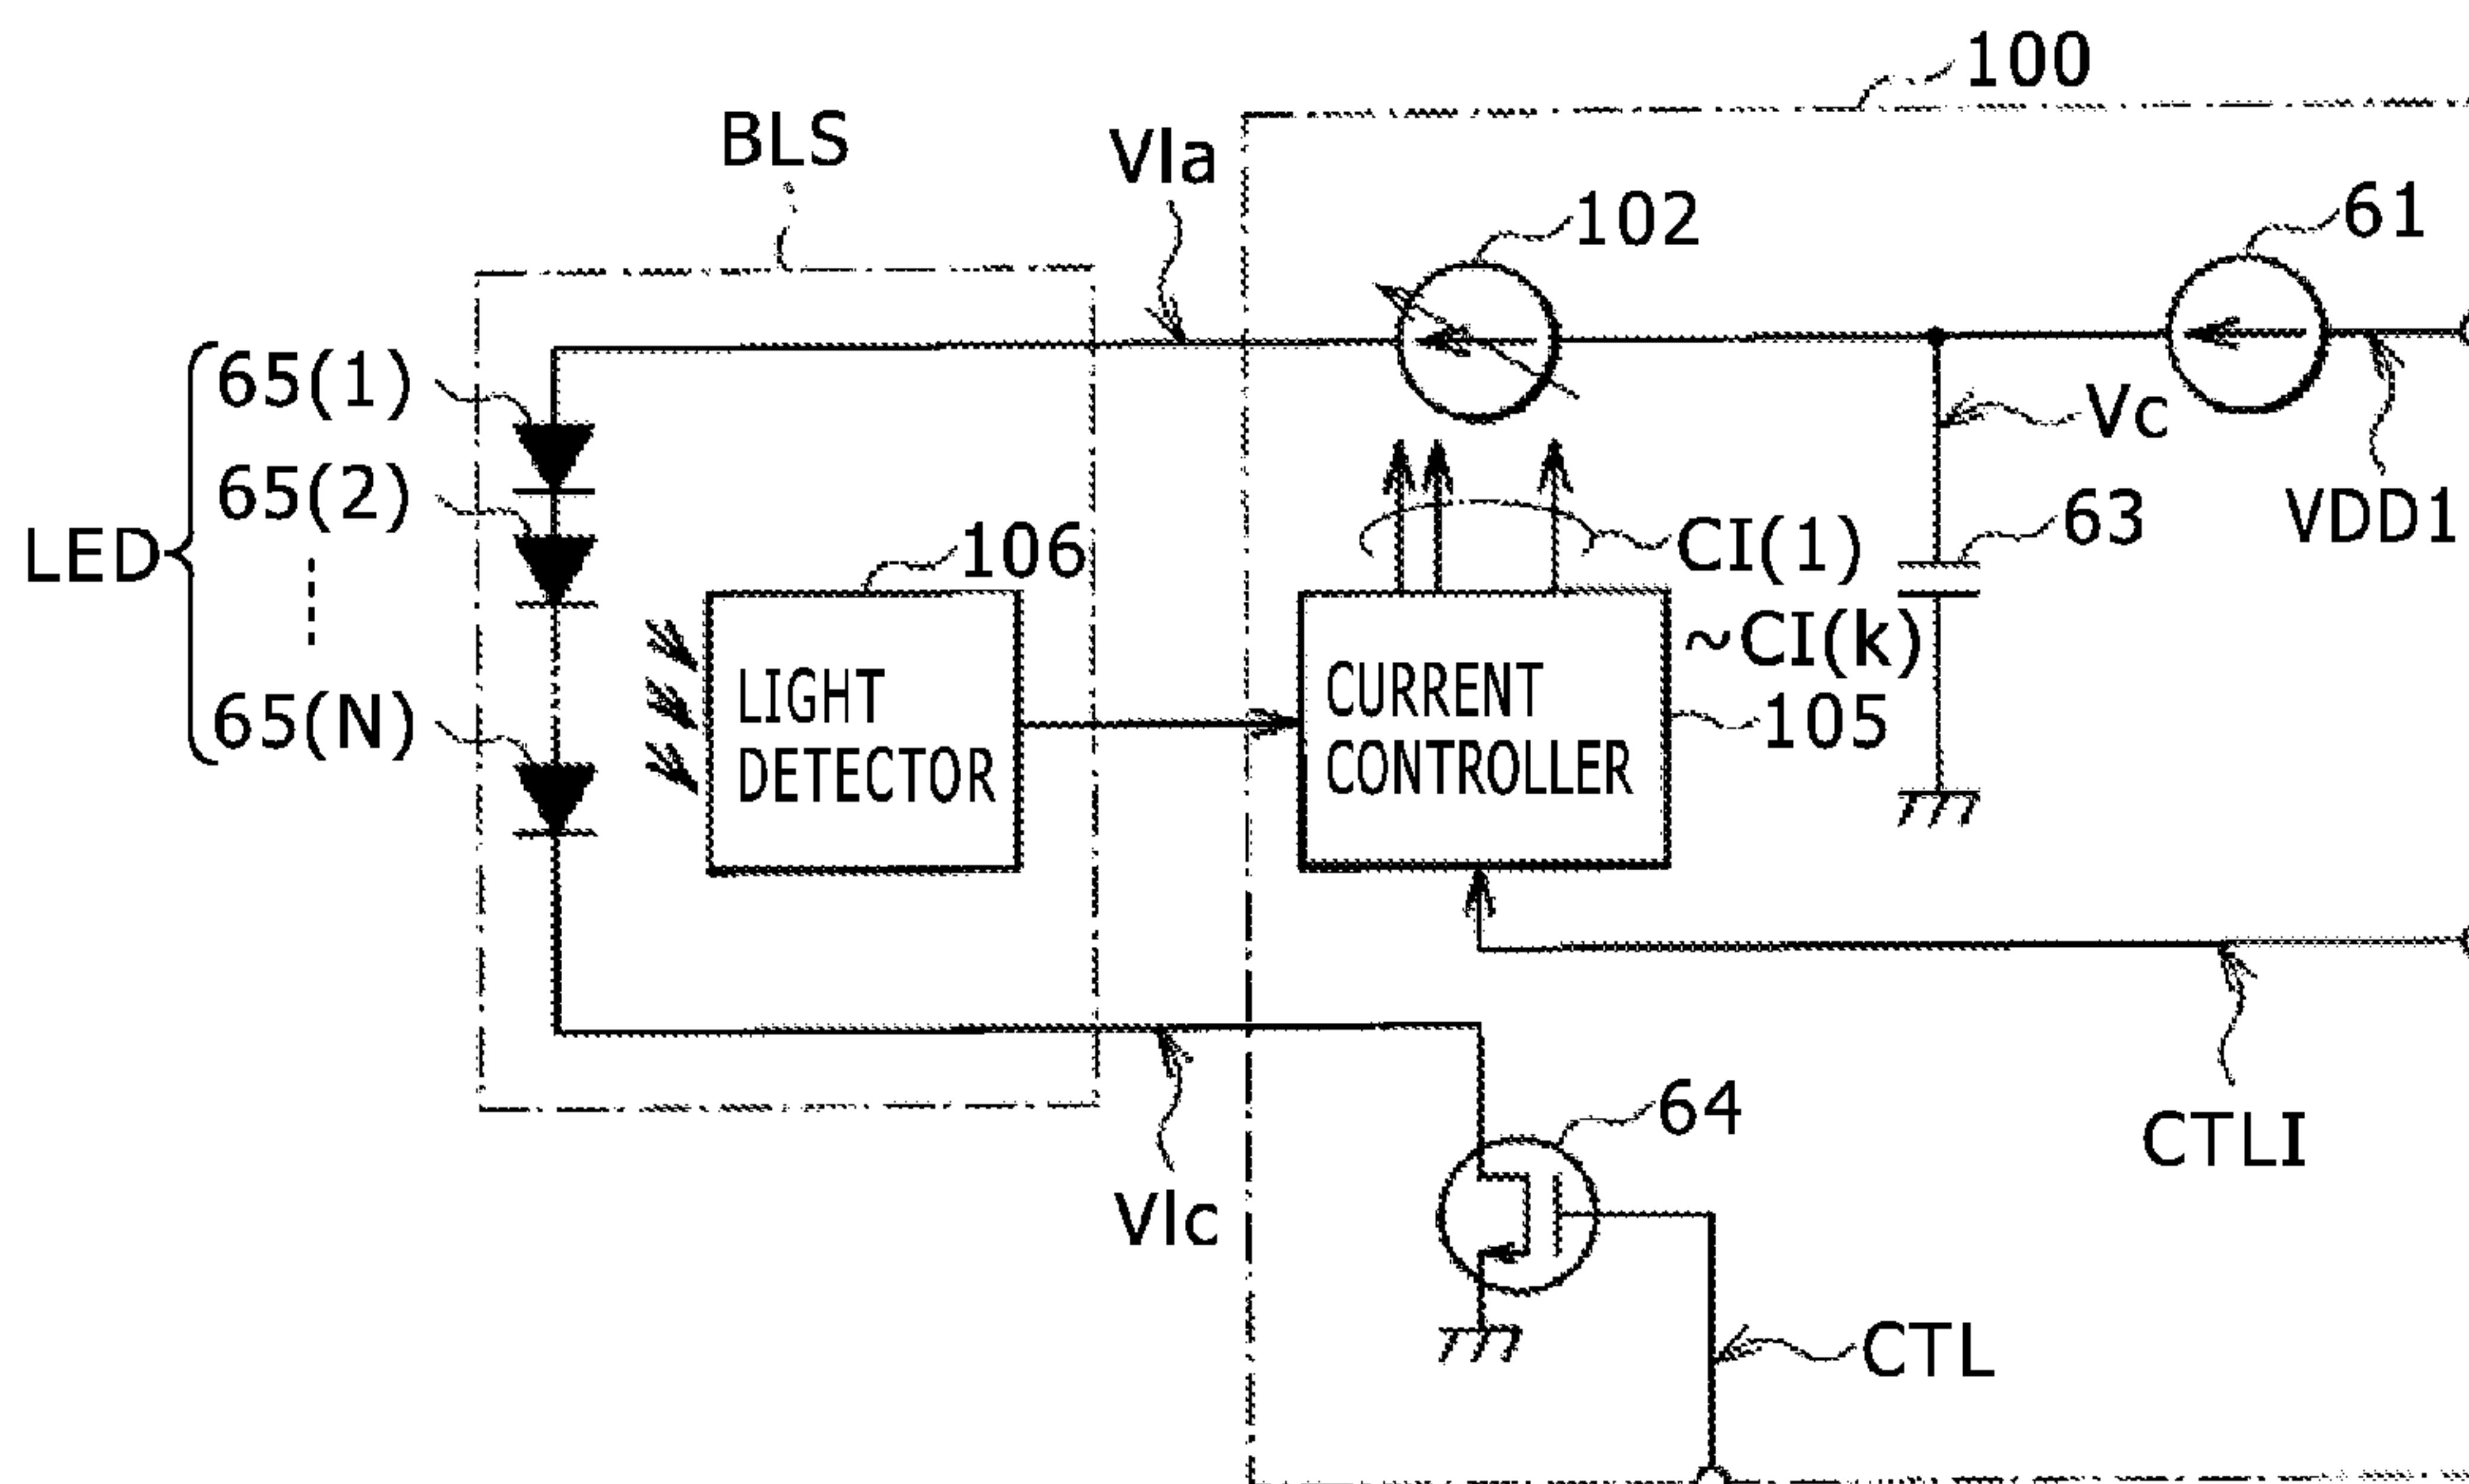 100
BLS
VIa
102
61
65(1)
Vc
65(2)
LED
106
CI(1)
63
VDD1
~CI(k)
65(N)
LIGHT
DETECTOR
CURRENT
CONTROLLER
105
64
CTLI
VIc
CTL